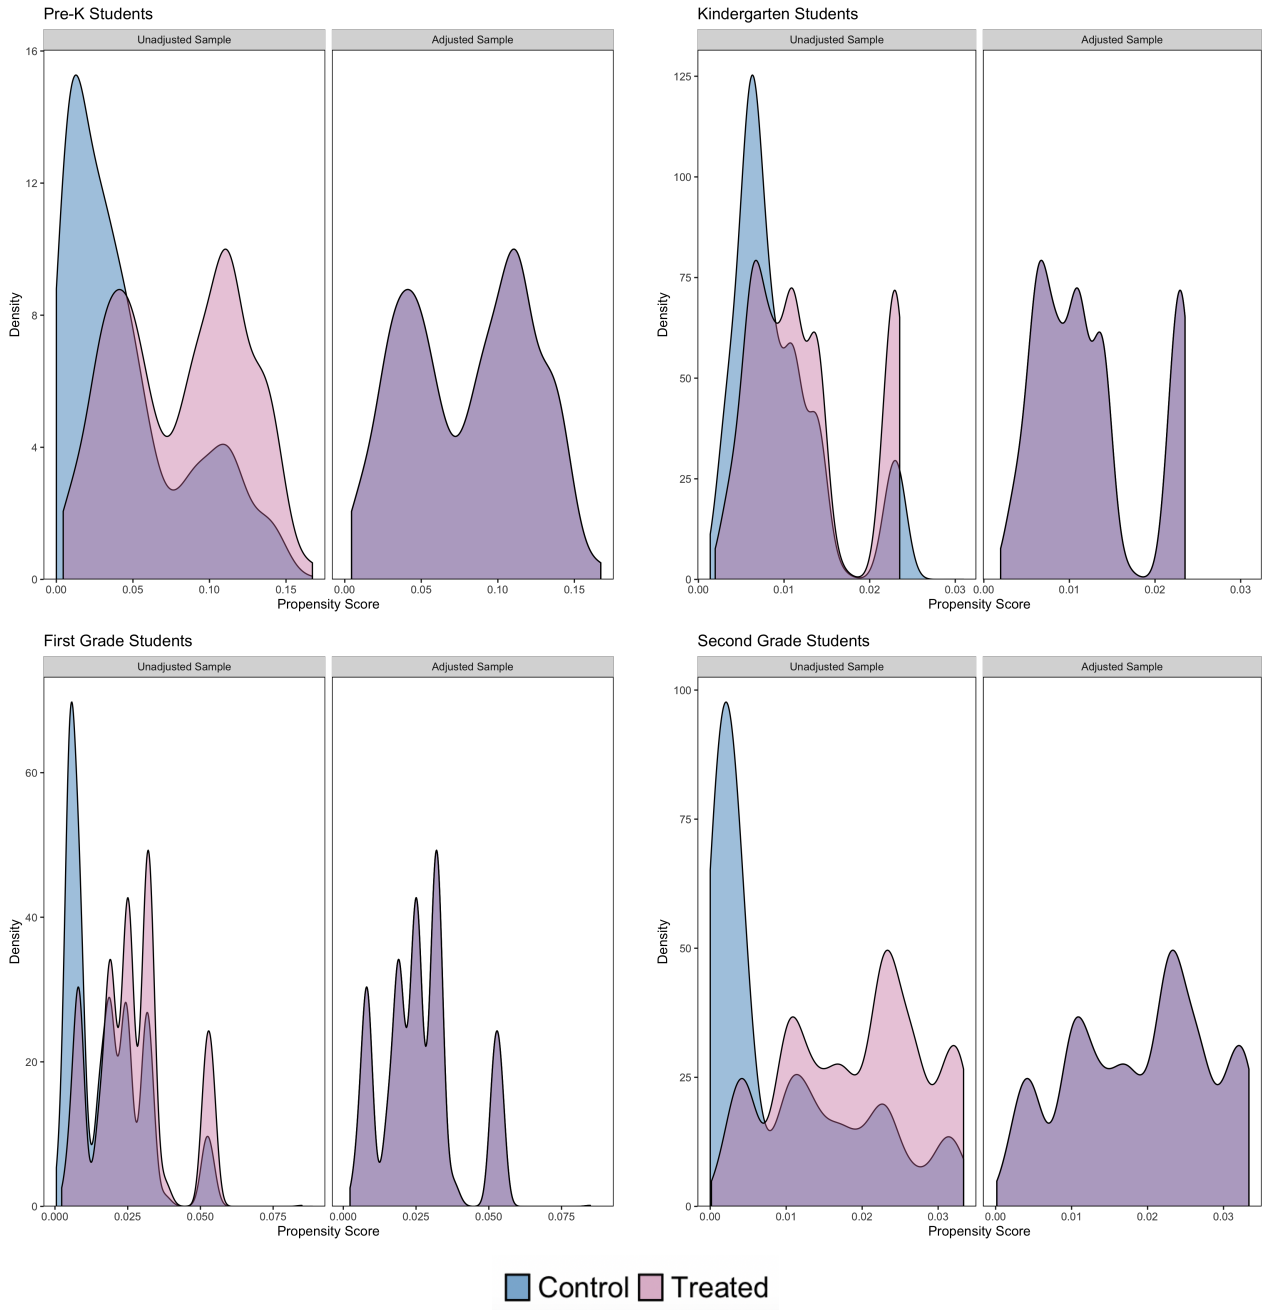 Pre-K Students
Unadjusted Sample
Adjusted Sample
16
12
8
4
0
Density
0.00 0.05 0.10 0.15
0.00 0.05 0.10 0.15
Propensity Score
Kindergarten Students
Unadjusted Sample
Adjusted Sample
125
100
75
50
25
0
Density
0.00 0.01 0.02 0.03
0.00 0.01 0.02 0.03
Propensity Score
First Grade Students
Unadjusted Sample
Adjusted Sample
60
40
20
0
Density
0.000 0.025 0.050 0.075
0.000 0.025 0.050 0.075
Propensity Score
Second Grade Students
Unadjusted Sample
Adjusted Sample
100
75
50
25
0
Density
0.00 0.01 0.02 0.03
0.00 0.01 0.02 0.03
Propensity Score
Control Treated